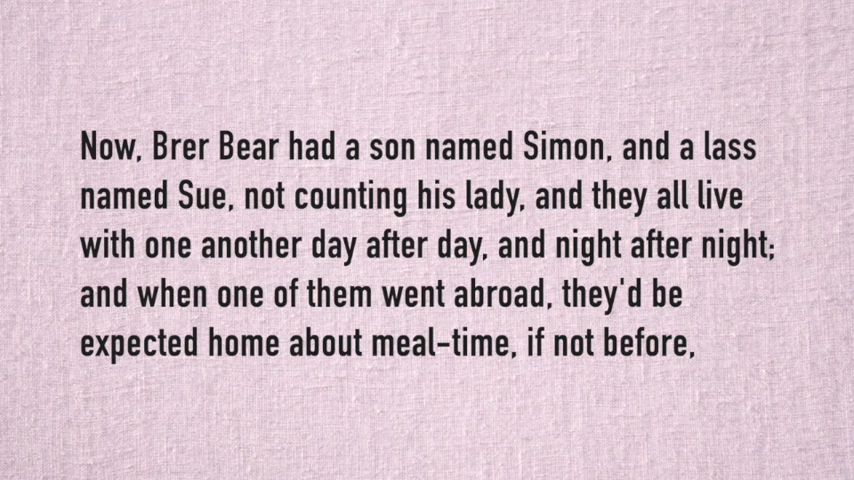 Now, Brer Bear had a son named Simon, and a lass
named Sue, not counting his lady, and they all live
with one another day after day, and night after night;
and when one of them went abroad, they'd be
expected home about meal-time, if not before,